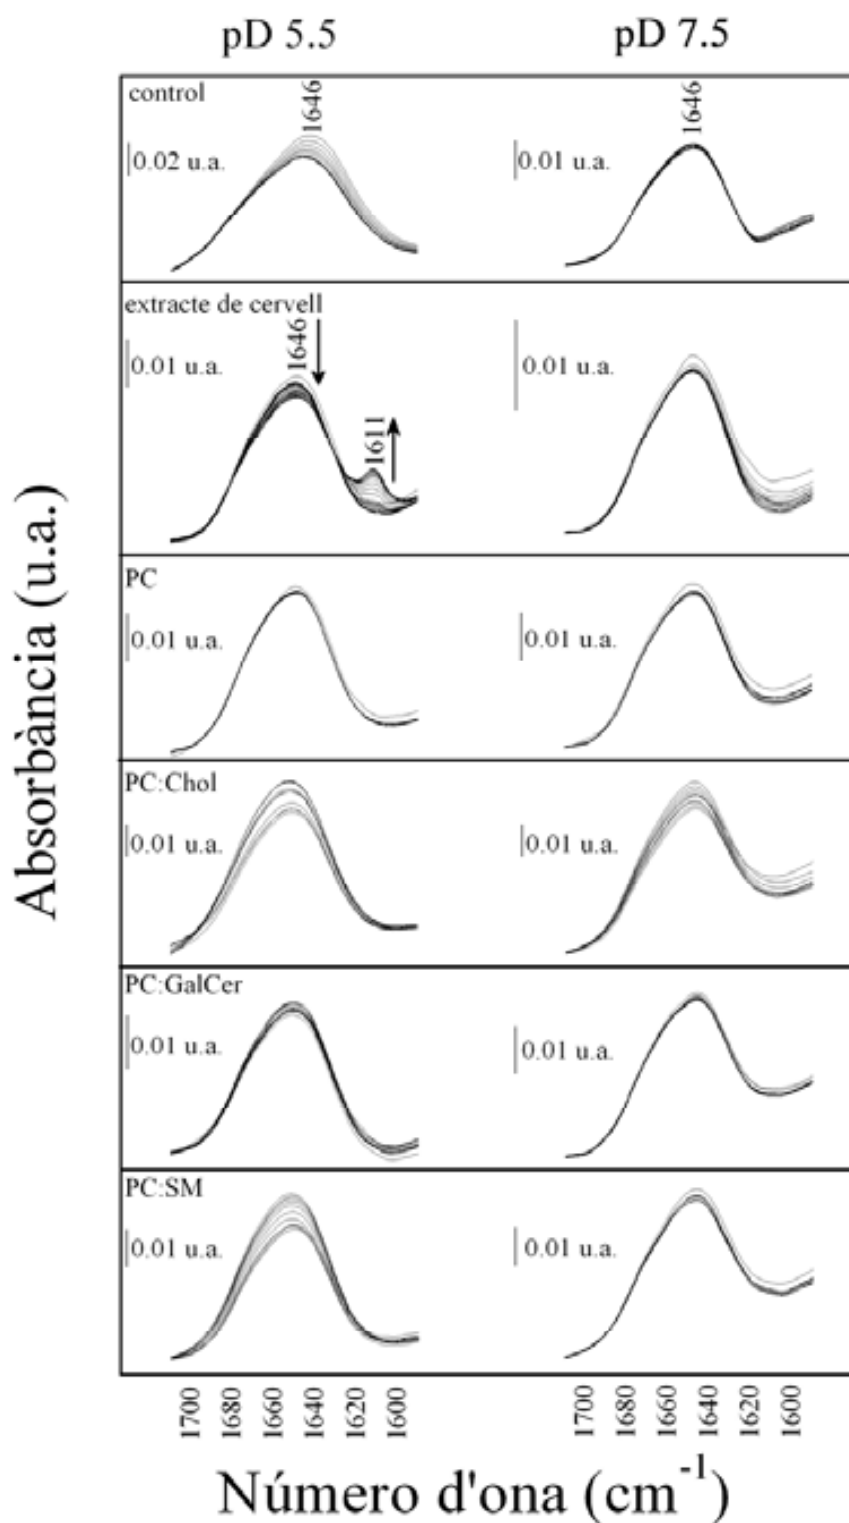 pD 5.5 pD 7.5
control
1646 1646
0.02 u.a. 0.01 u.a.
extracte de cervell
1646
0.01 u.a. 0.01 u.a.
1611
PC
0.01 u.a. 0.01 u.a.
PC:Chol
0.01 u.a. 0.01 u.a.
PC:GalCer
0.01 u.a. 0.01 u.a.
PC:SM
0.01 u.a. 0.01 u.a.
Absorbància (u.a.)
1700 1680 1660 1640 1620 1600 1700 1680 1660 1640 1620 1600
Número d'ona (cm⁻¹)